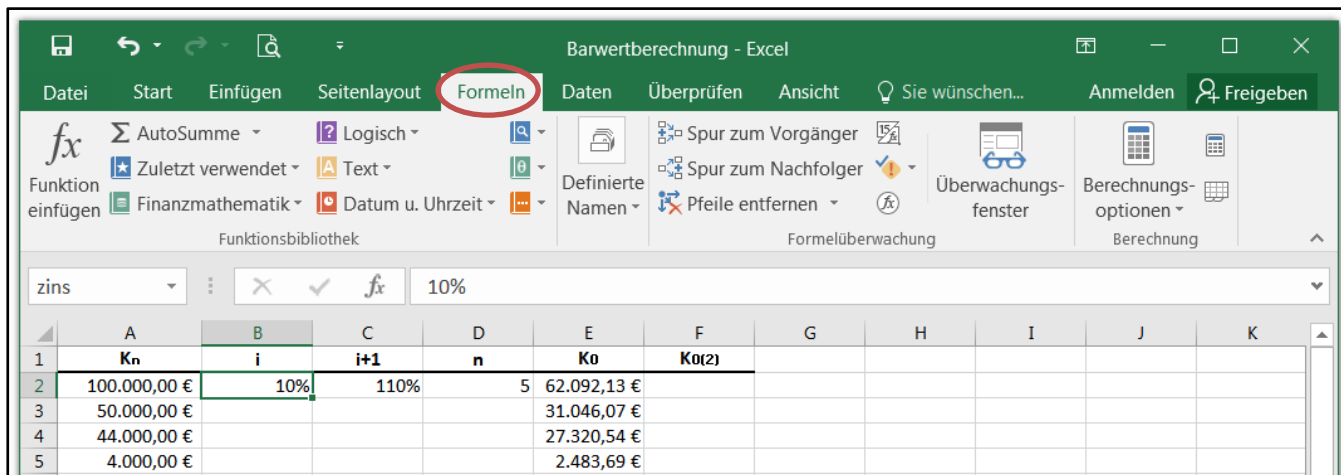 Barwertberechnung - Excel
Datei Start Einfügen Seitenlayout Formeln Daten Überprüfen Ansicht Sie wünschen... Anmelden Freigeben
fx Funktion einfügen
Σ AutoSumme
Zuletzt verwendet
Finanzmathematik
Logisch
Text
Datum u. Uhrzeit
Funktionsbibliothek
Definierte Namen
Spur zum Vorgänger
Spur zum Nachfolger
Pfeile entfernen
Formelüberwachung
Überwachungs-
fenster
Berechnungs-
optionen
Berechnung
zins fx 10%
A B C D E F G H I J K
1 Kn i i+1 n K0 K0(2)
2 100.000,00 € 10% 110% 5 62.092,13 €
3 50.000,00 € 31.046,07 €
4 44.000,00 € 27.320,54 €
5 4.000,00 € 2.483,69 €